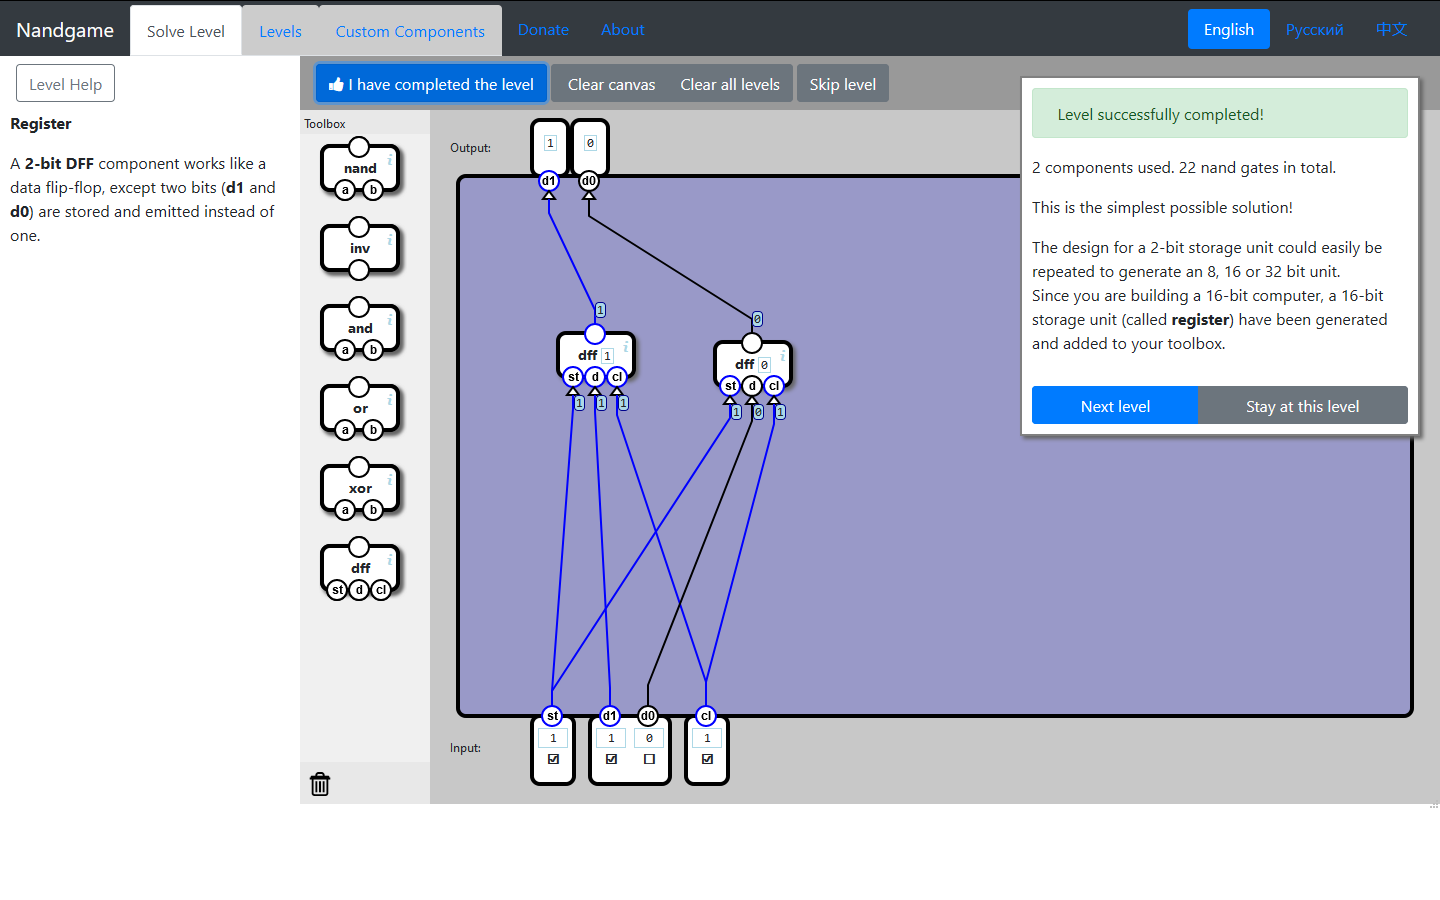 Nandgame
Solve Level
Levels
Custom Components
Donate
About
English
Русский
中文
Level Help
I have completed the level
Clear canvas
Clear all levels
Skip level
Register
A 2-bit DFF component works like a
data flip-flop, except two bits (d1 and
d0) are stored and emitted instead of
one.
Toolbox
nand
i
a b
inv
i
and
i
a b
or
i
a b
xor
i
a b
dff
i
st d cl
Output:
1 0
d1 d0
1
0
dff 1
i
st d cl
1 1 1
dff 0
i
st d cl
1 0 1
st d1 d0 cl
Input:
1 1 0 1
Level successfully completed!
2 components used. 22 nand gates in total.
This is the simplest possible solution!
The design for a 2-bit storage unit could easily be
repeated to generate an 8, 16 or 32 bit unit.
Since you are building a 16-bit computer, a 16-bit
storage unit (called register) have been generated
and added to your toolbox.
Next level
Stay at this level